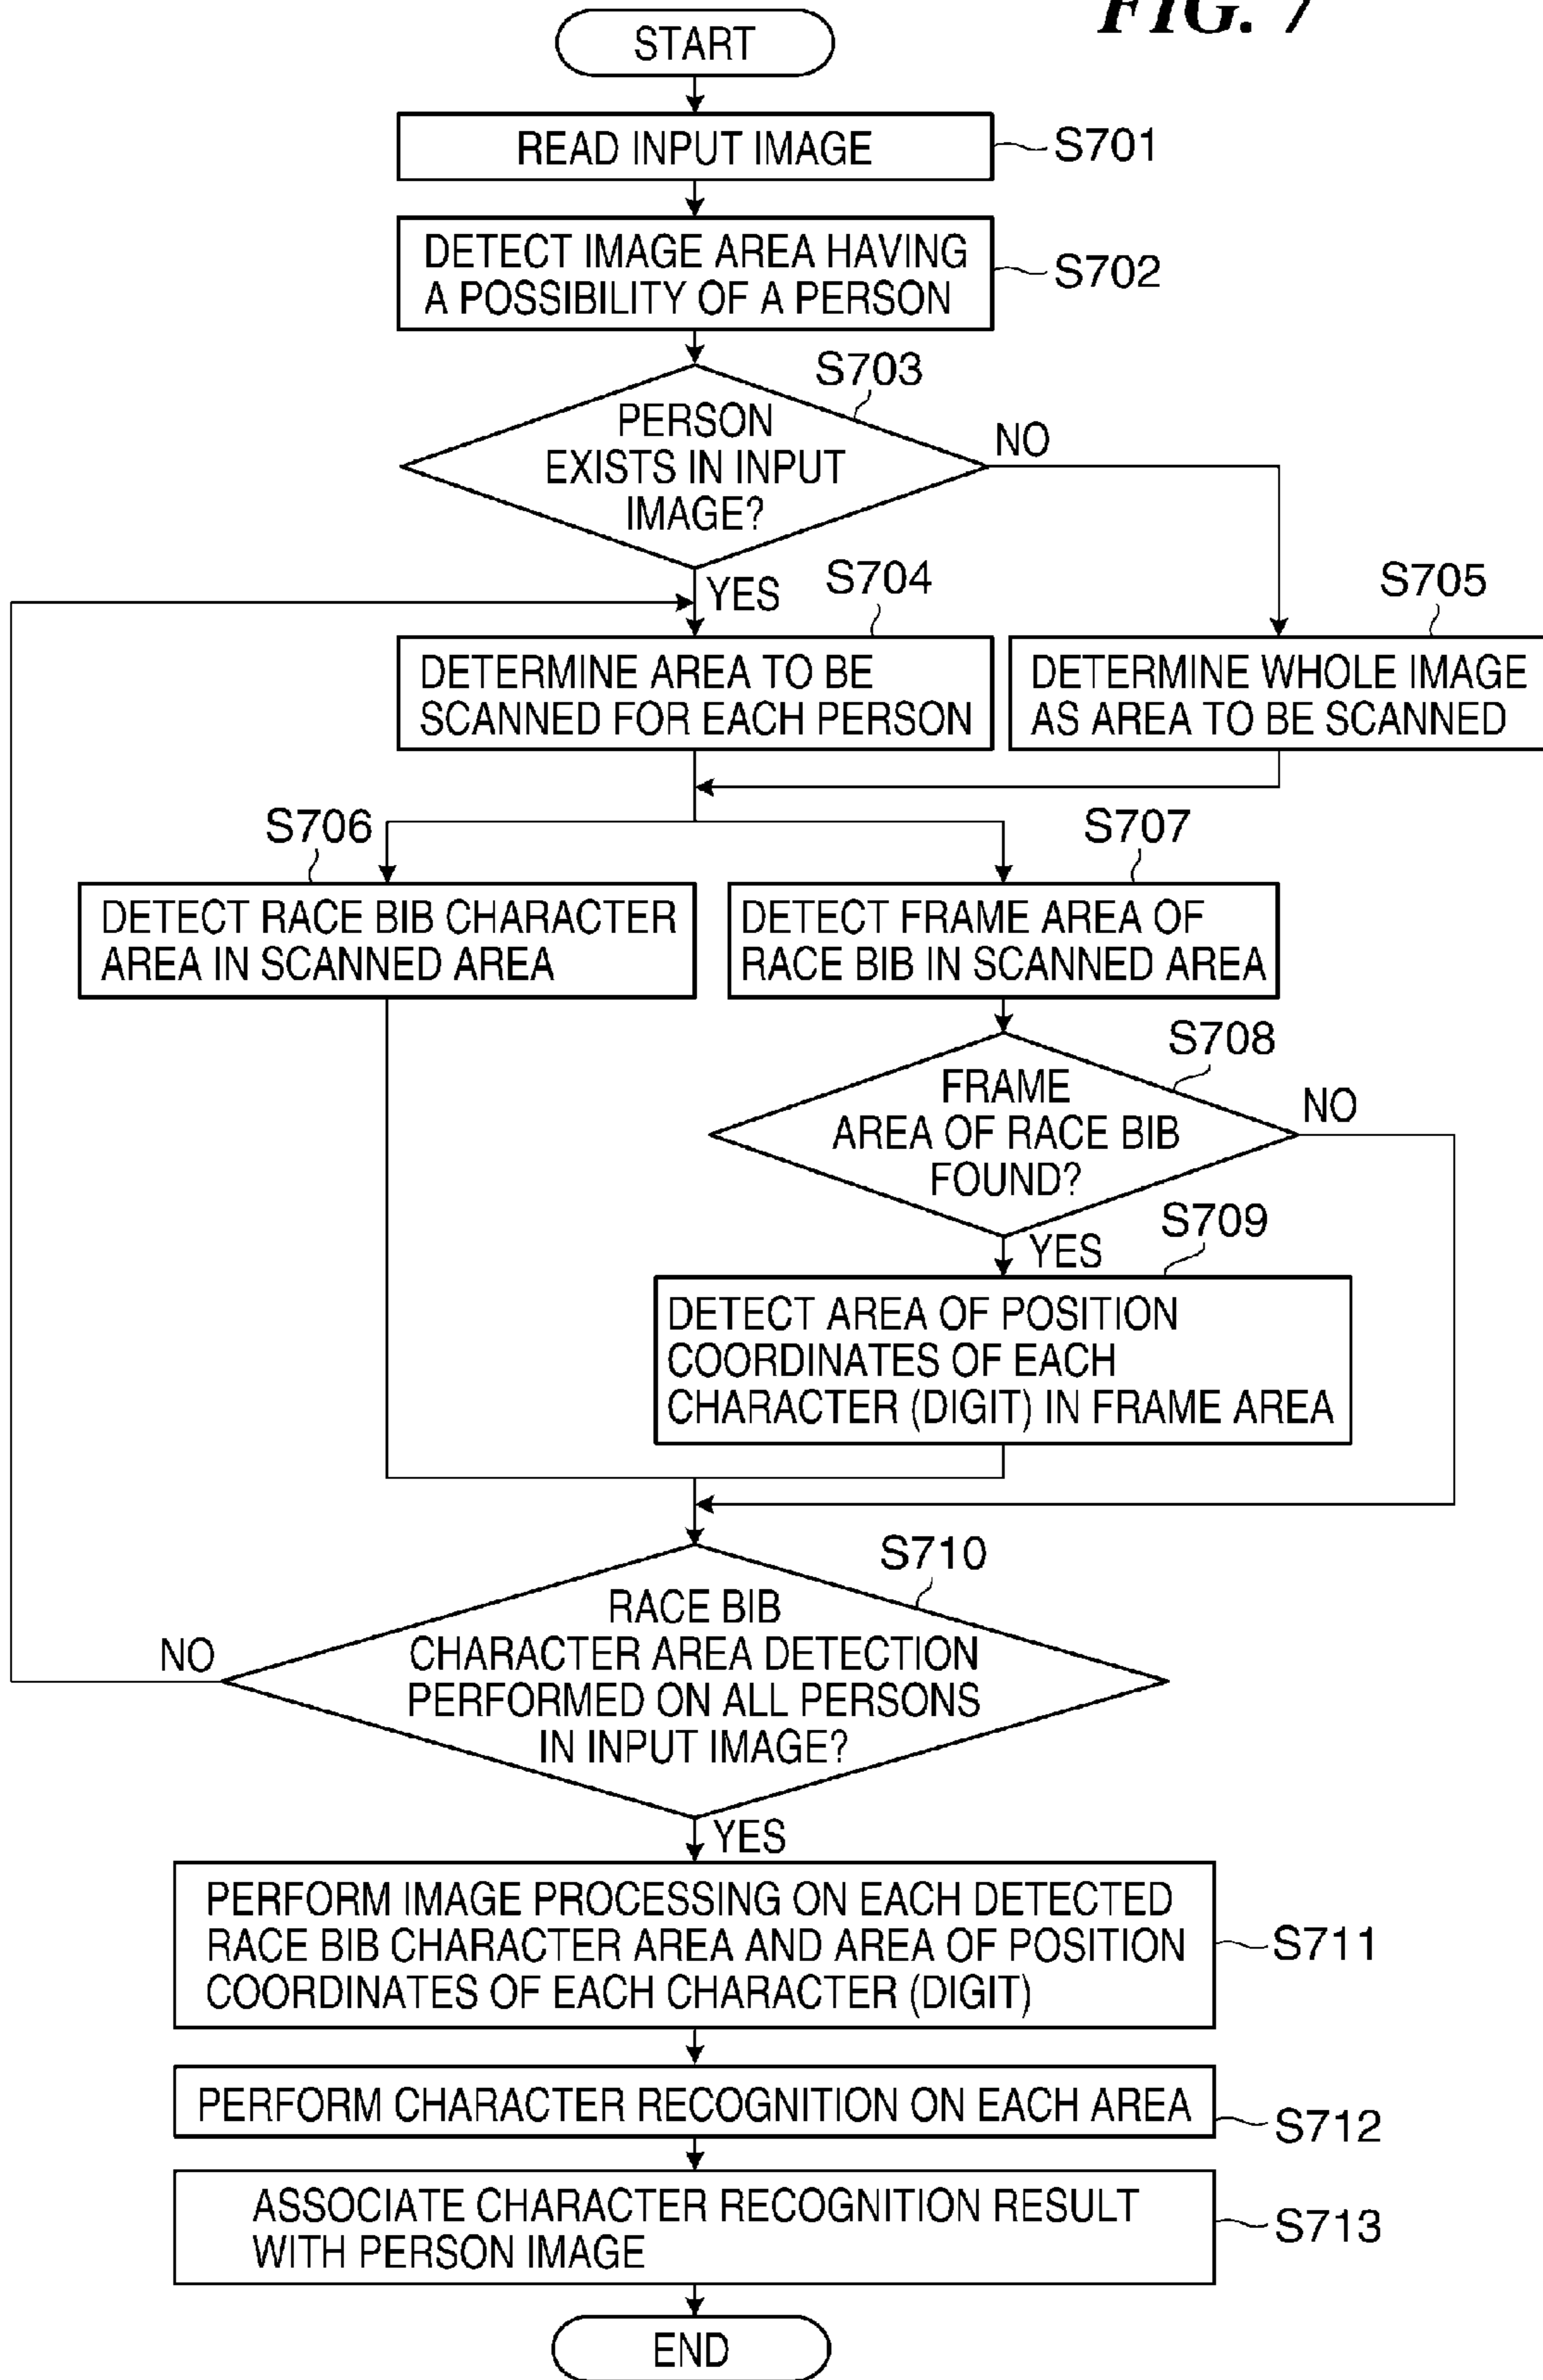 FIG. 7
START
READ INPUT IMAGE
S701
DETECT IMAGE AREA HAVING
A POSSIBILITY OF A PERSON
S702
S703
PERSON
EXISTS IN INPUT
IMAGE?
NO
YES
S704
S705
DETERMINE AREA TO BE
SCANNED FOR EACH PERSON
DETERMINE WHOLE IMAGE
AS AREA TO BE SCANNED
S706
S707
DETECT RACE BIB CHARACTER
AREA IN SCANNED AREA
DETECT FRAME AREA OF
RACE BIB IN SCANNED AREA
S708
FRAME
AREA OF RACE BIB
FOUND?
NO
YES
S709
DETECT AREA OF POSITION
COORDINATES OF EACH
CHARACTER (DIGIT) IN FRAME AREA
S710
RACE BIB
CHARACTER AREA DETECTION
PERFORMED ON ALL PERSONS
IN INPUT IMAGE?
NO
YES
PERFORM IMAGE PROCESSING ON EACH DETECTED
RACE BIB CHARACTER AREA AND AREA OF POSITION
COORDINATES OF EACH CHARACTER (DIGIT)
S711
PERFORM CHARACTER RECOGNITION ON EACH AREA
S712
ASSOCIATE CHARACTER RECOGNITION RESULT
WITH PERSON IMAGE
S713
END